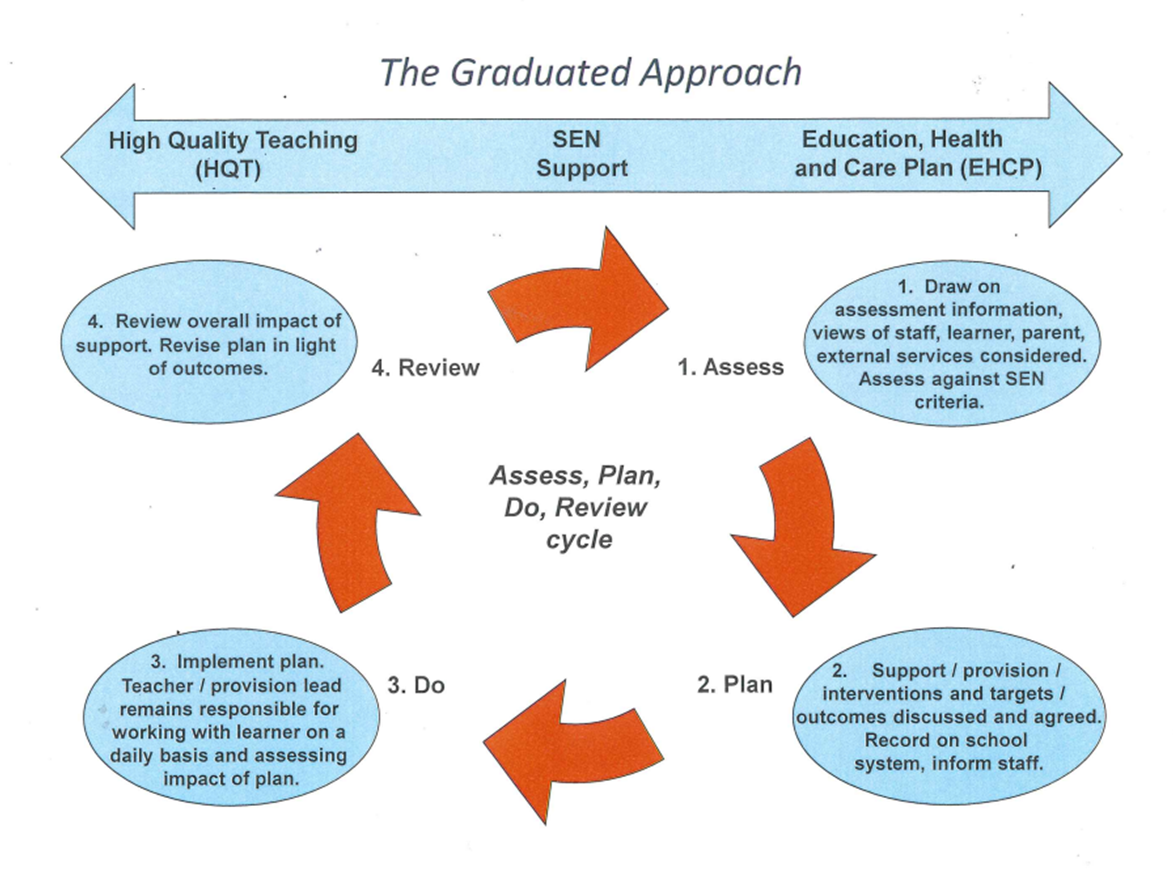 The Graduated Approach
High Quality Teaching
(HQT)
SEN
Support
Education, Health
and Care Plan (EHCP)
4. Review overall impact of
support. Revise plan in light
of outcomes.
4. Review
1. Assess
1. Draw on
assessment information,
views of staff, learner, parent,
external services considered.
Assess against SEN
criteria.
Assess, Plan,
Do, Review
cycle
3. Implement plan.
Teacher / provision lead
remains responsible for
working with learner on a
daily basis and assessing
impact of plan.
3. Do
2. Plan
2. Support / provision /
interventions and targets /
outcomes discussed and agreed.
Record on school
system, inform staff.